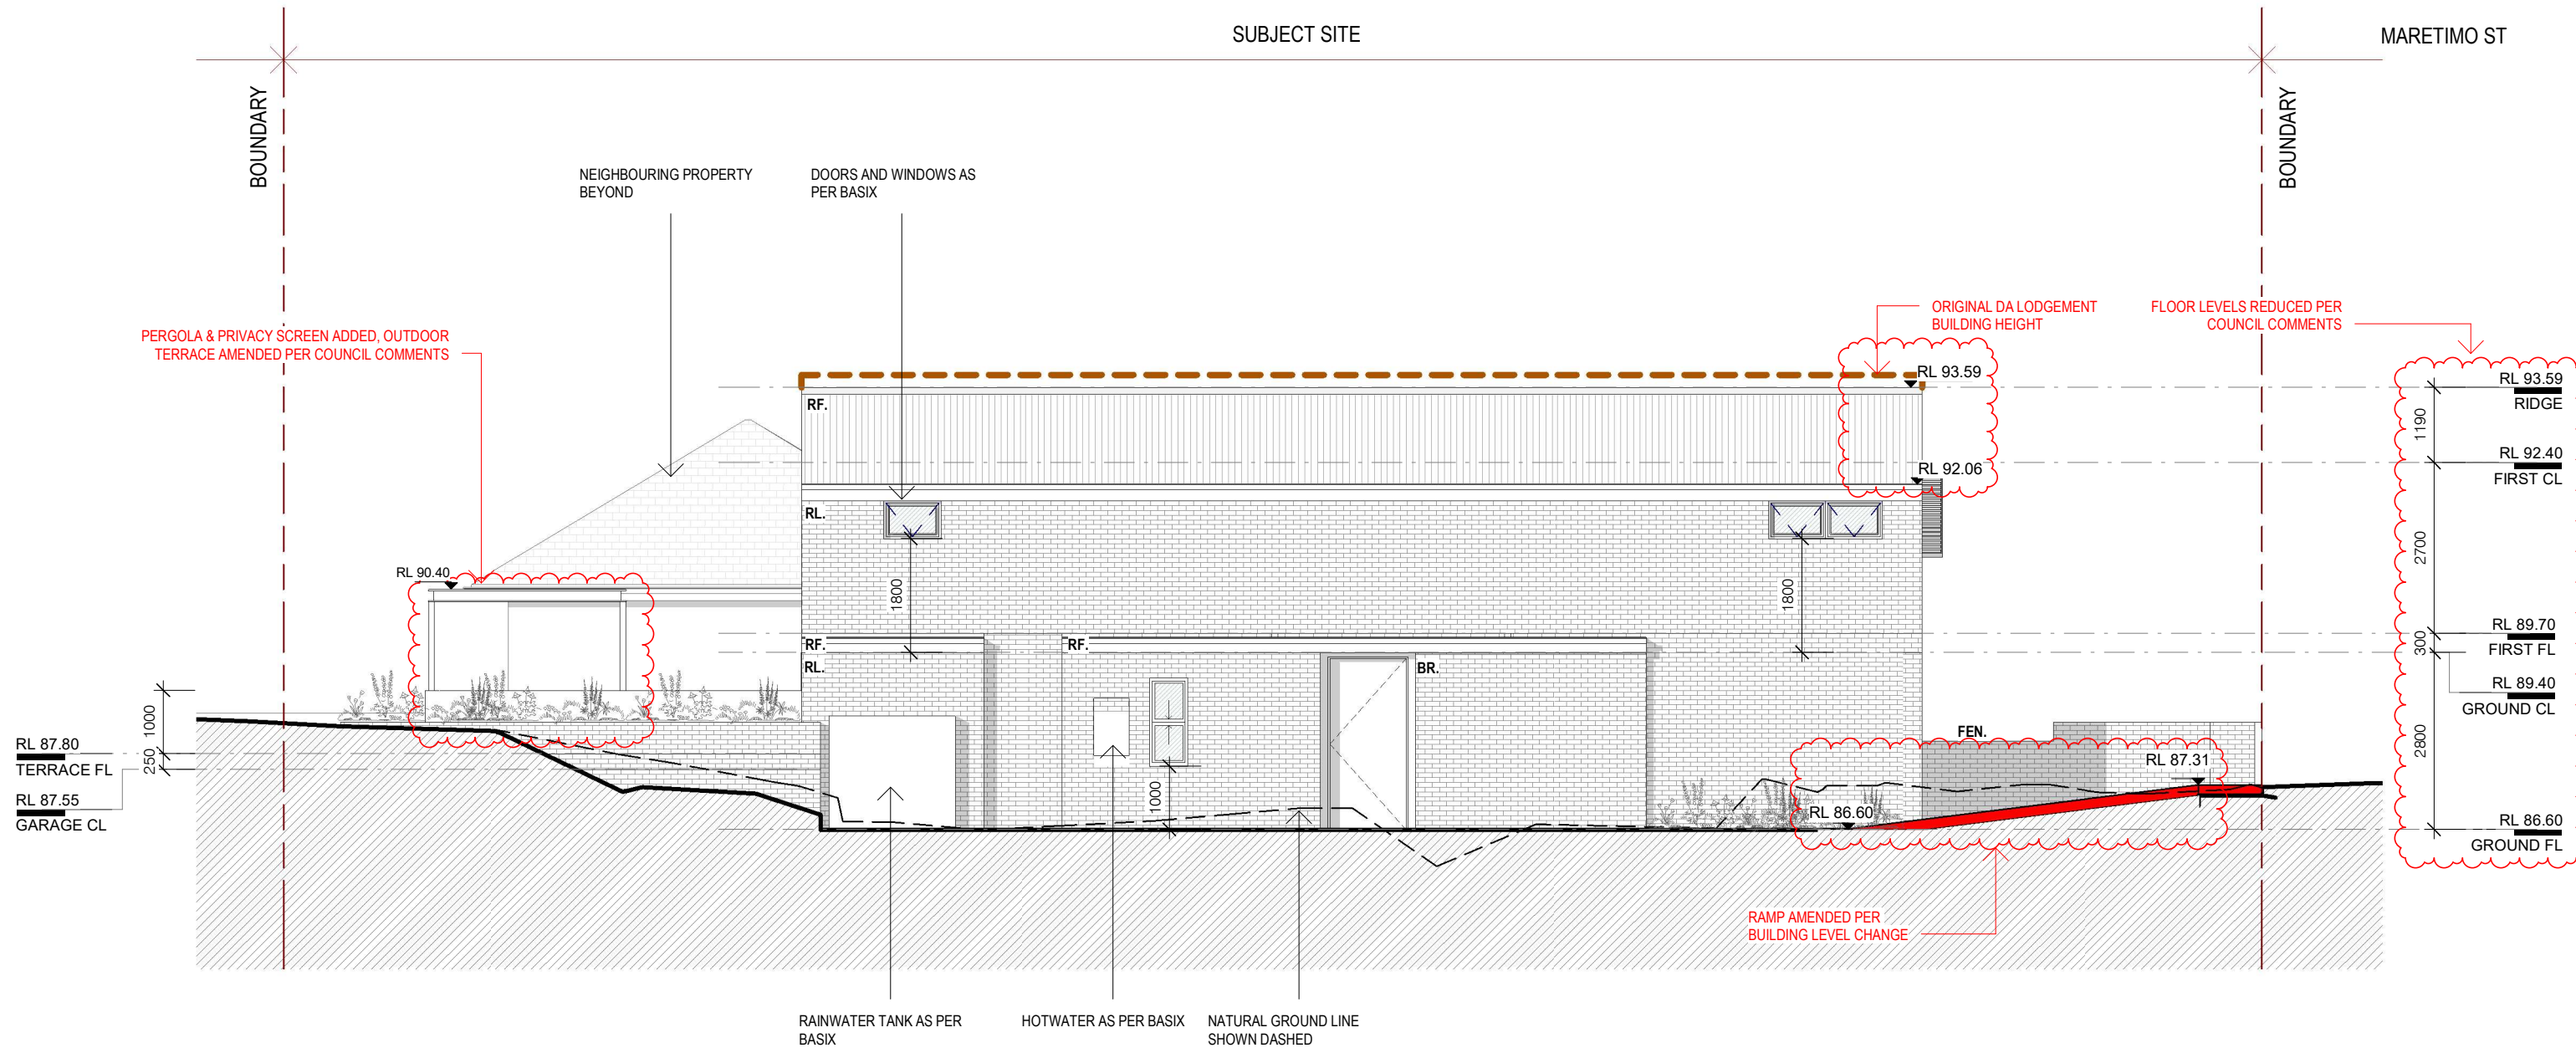 SUBJECT SITE
MARETIMO ST
BOUNDARY
BOUNDARY
NEIGHBOURING PROPERTY
BEYOND
DOORS AND WINDOWS AS
PER BASIX
PERGOLA & PRIVACY SCREEN ADDED, OUTDOOR
TERRACE AMENDED PER COUNCIL COMMENTS
ORIGINAL DA LODGEMENT
BUILDING HEIGHT
FLOOR LEVELS REDUCED PER
COUNCIL COMMENTS
RL 93.59
RL 93.59
RIDGE
RF.
1190
RL 92.40
FIRST CL
RL 92.06
RL.
2700
RL 90.40
1800
1800
RL 89.70
FIRST FL
300
RF.
RF.
RL.
BR.
RL 89.40
GROUND CL
1000
250
RL 87.80
TERRACE FL
RL 87.55
GARAGE CL
FEN.
2800
RL 87.31
1000
RL 86.60
RL 86.60
GROUND FL
RAMP AMENDED PER
BUILDING LEVEL CHANGE
RAINWATER TANK AS PER
BASIX
HOTWATER AS PER BASIX
NATURAL GROUND LINE
SHOWN DASHED